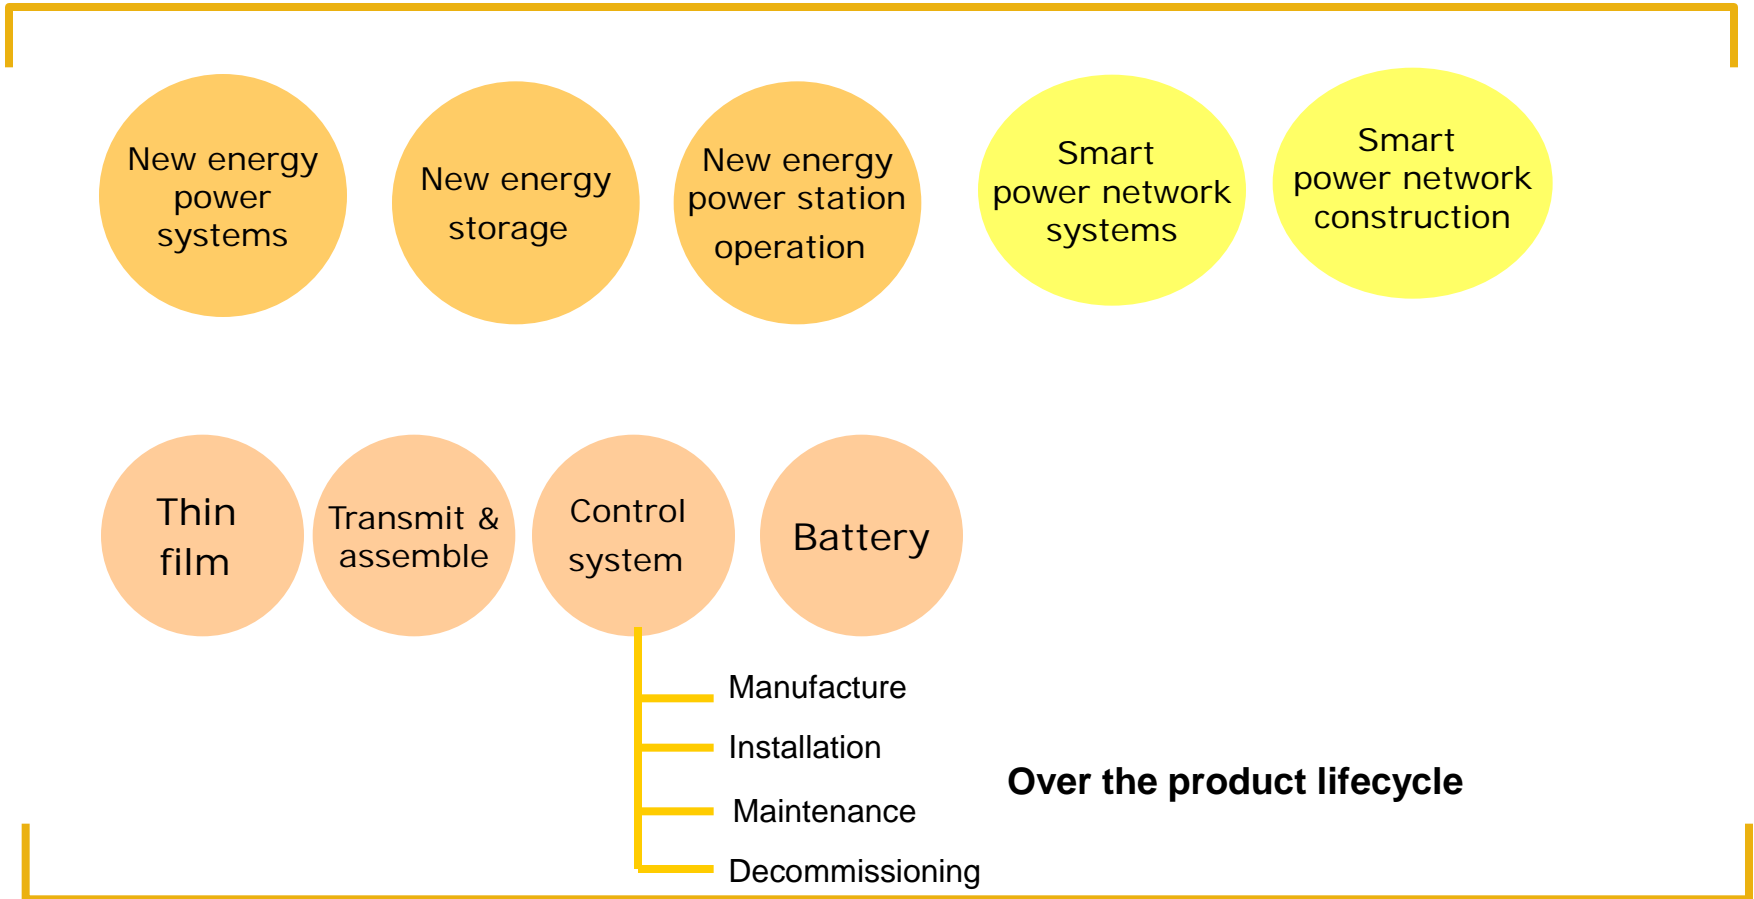 New energy
power
systems
New energy
storage
New energy
power station
operation
Smart
power network
systems
Smart
power network
construction
Thin
film
Transmit &
assemble
Control
system
Battery
Manufacture
Installation
Maintenance
Decommissioning
Over the product lifecycle